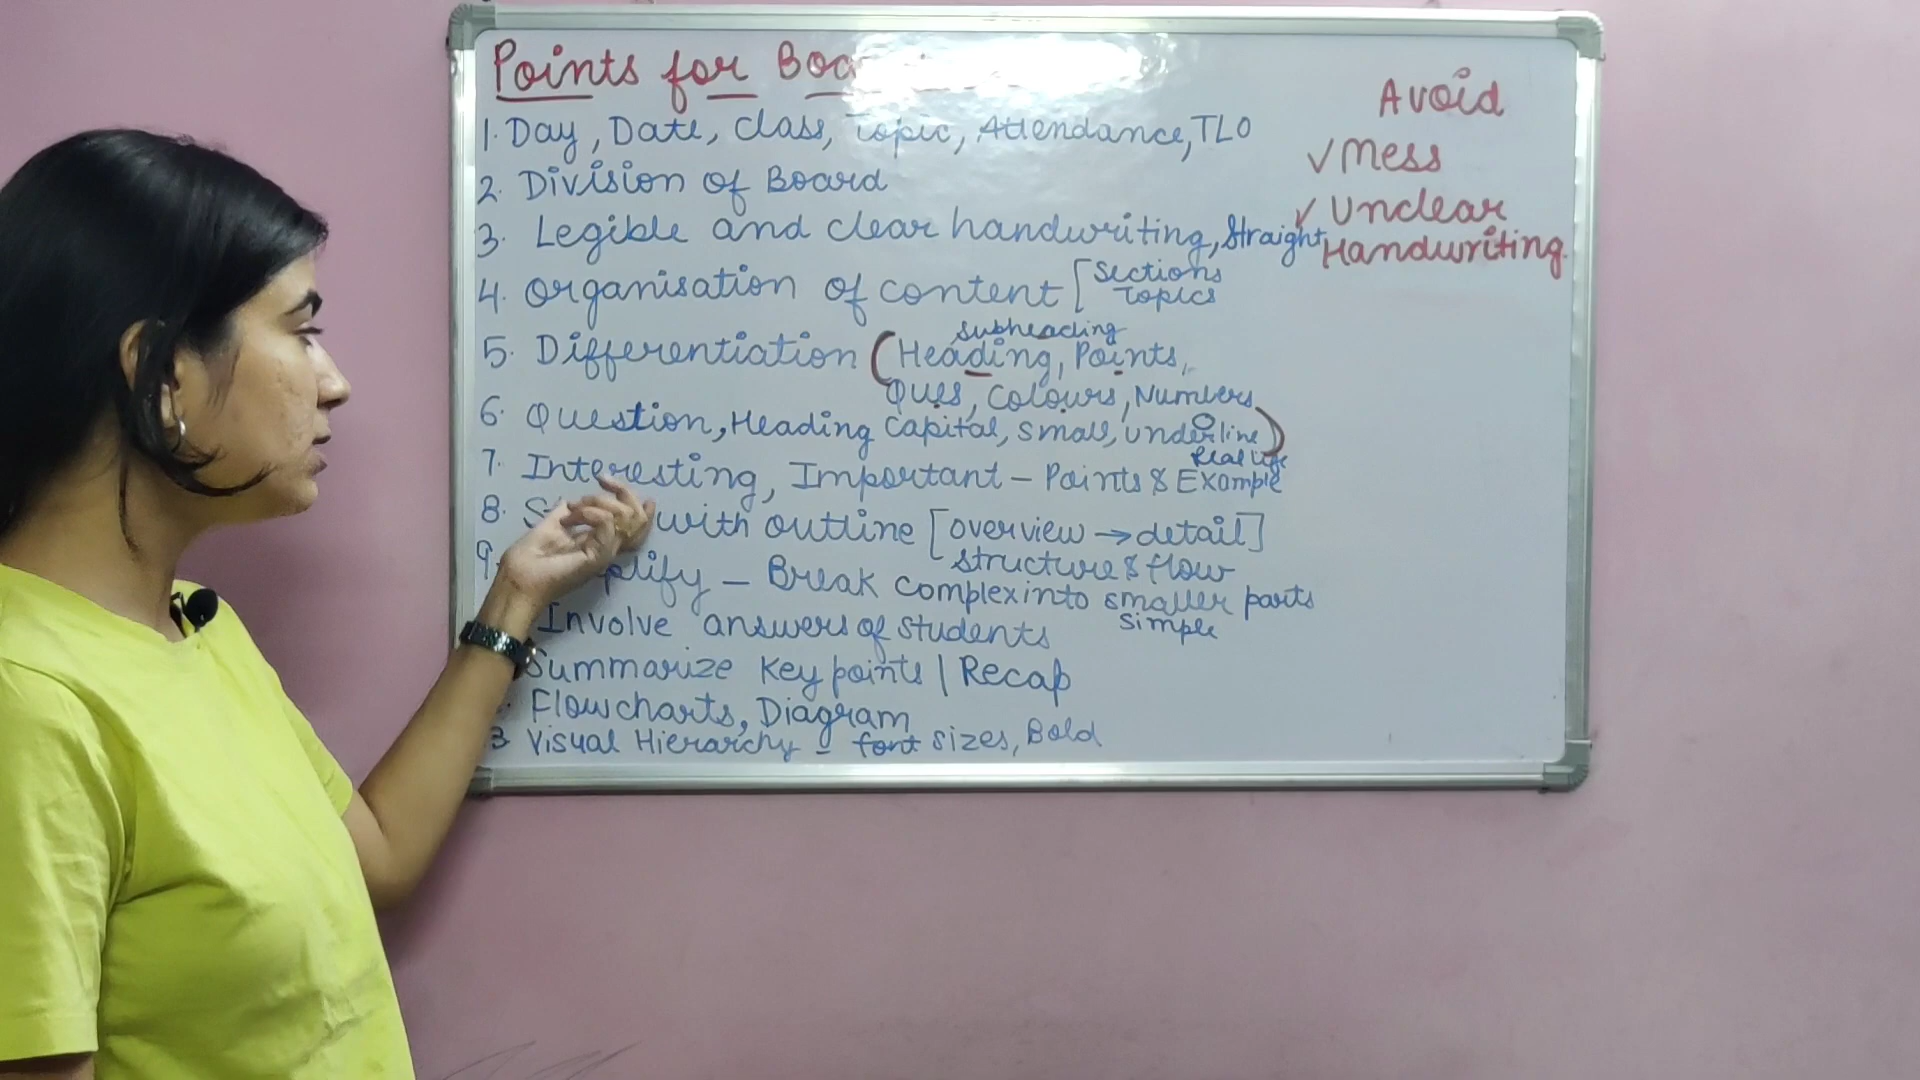 Points for
1. Day, Date, Class, Topic, Attendance, TLO
2. Division of Board
3. Legible and clear handwriting, Straight
4. Organisation of content [ Sections
Topics
subheading
5. Differentiation (Heading, Points,
Ques, Colours, Numbers
6. Question, Heading Capital, small, underline)
Real life
7. Interesting, Important - Points & Example
8. with outline [overview → detail]
structure & flow
9. - Break complex into smaller parts
simple
Involve answers of students
Summarize Key points | Recap
Flowcharts, Diagram
3 Visual Hierarchy - font sizes, Bold
Avoid
✓ Mess
✓ Unclear
Handwriting.